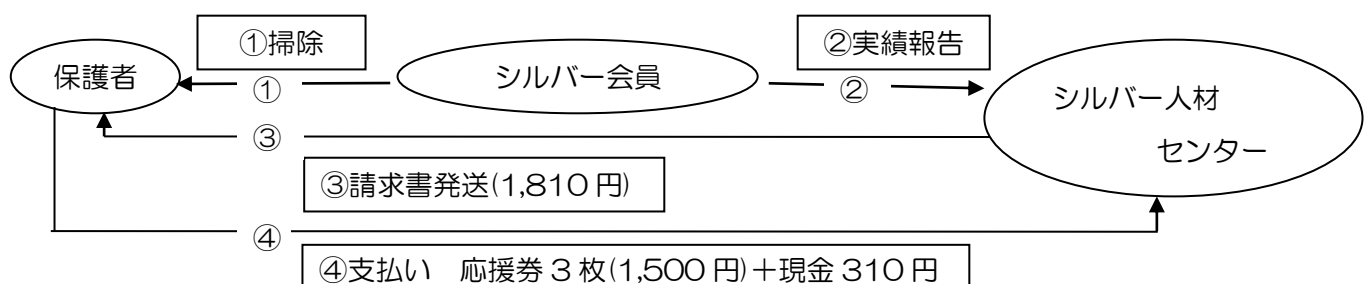 ①掃除
②実績報告
保護者
シルバー会員
シルバー人材
センター
①
②
③
③請求書発送(1,810円)
④
④支払い 応援券3枚(1,500円)+現金310円